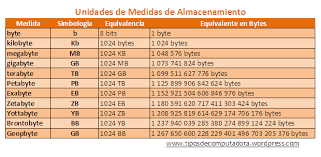 Unidades de Medidas de Almacenamiento
Medida Simbologia Equivalencia Equivalente en Bytes
byte b 8 bits 1 byte
kilobyte Kb 1024 bytes 1 024 bytes
megabyte MB 1024 KB 1 048 576 bytes
gigabyte GB 1024 MB 1 073 741 824 bytes
terabyte TB 1024 GB 1 099 511 627 776 bytes
Petabyte PB 1024 TB 1 125 899 906 842 624 bytes
Exabyte EB 1024 PB 1 152 921 504 606 846 976 bytes
Zetabyte ZB 1024 EB 1 180 591 620 717 411 303 424 bytes
Yottabyte YB 1024 ZB 1 208 925 819 614 629 174 706 176 bytes
Brontobyte BB 1024 YB 1 237 940 039 285 380 274 899 124 224 bytes
Geopbyte GB 1024 BB 1 267 650 600 228 229 401 496 703 205 376 bytes
www.tiposdecomputadora.wordpress.com